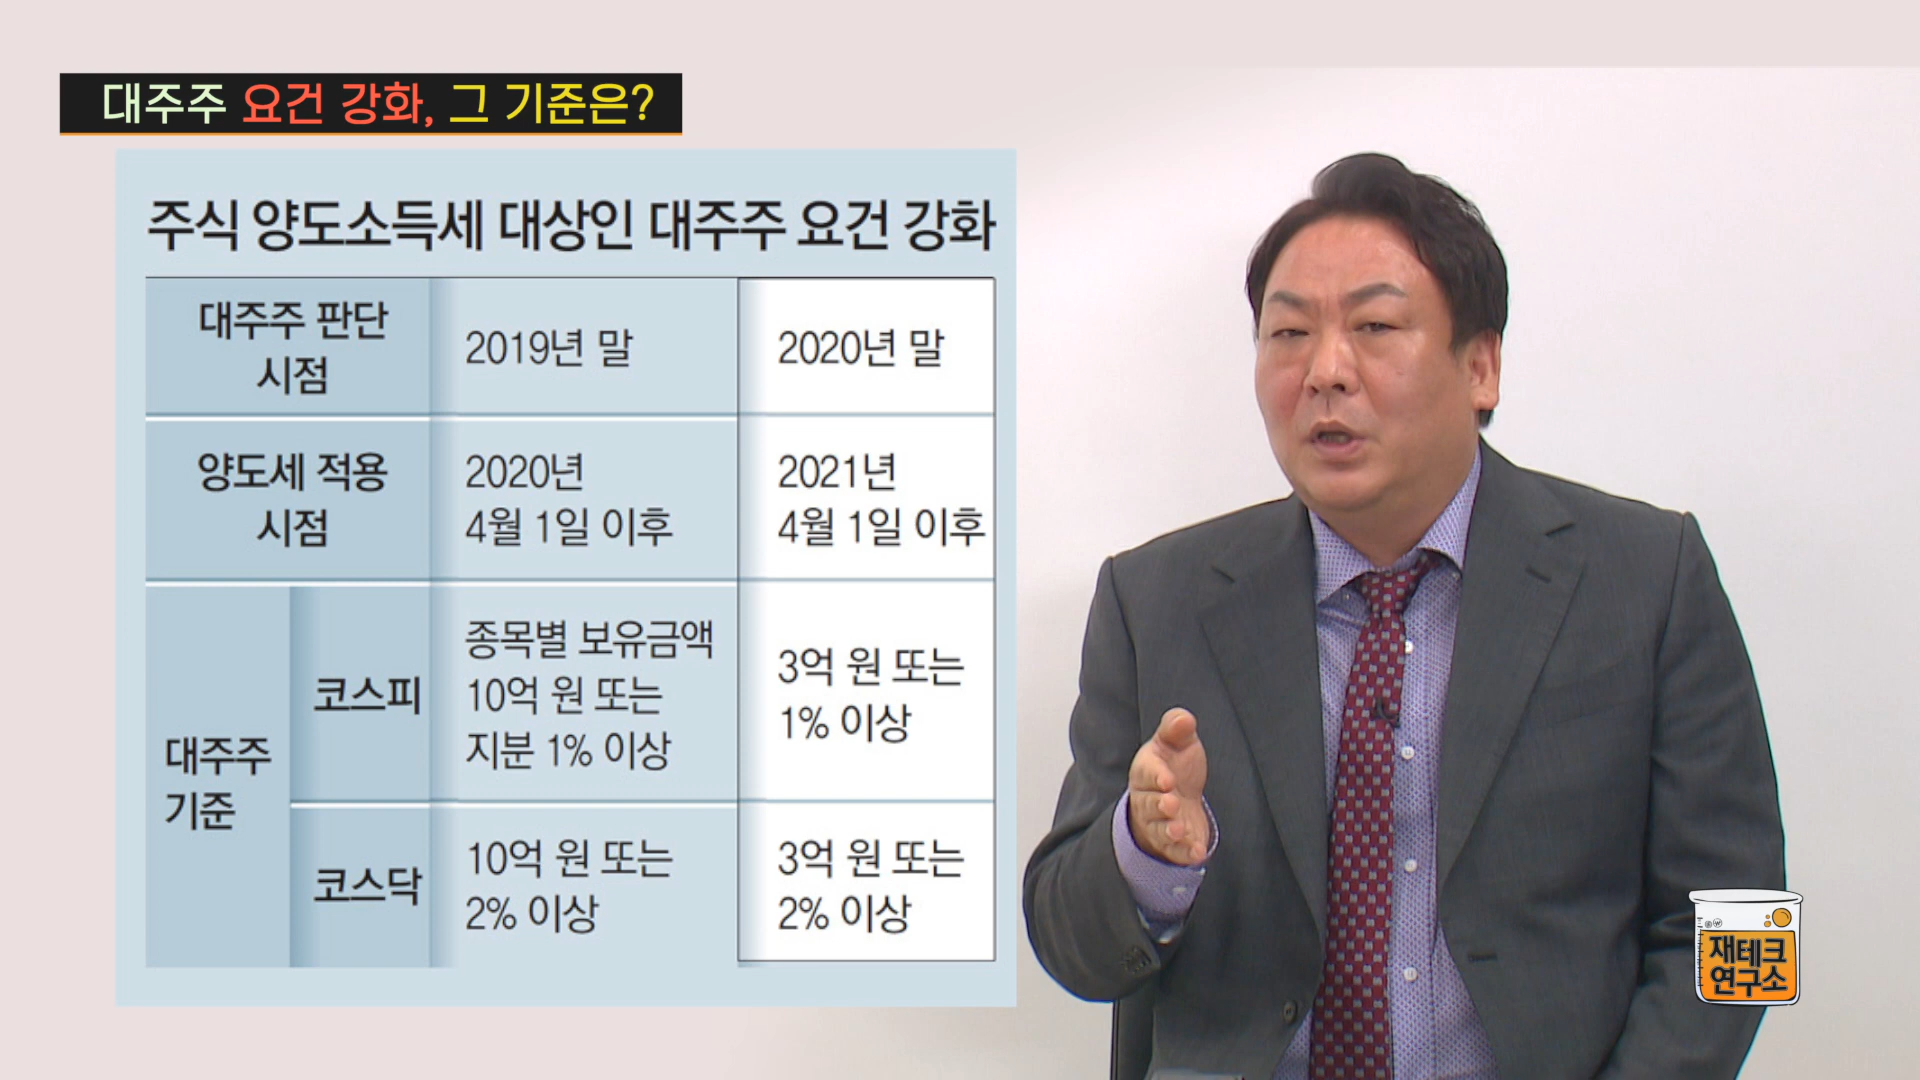 대주주 요건 강화, 그 기준은?
주식 양도소득세 대상인 대주주 요건 강화
대주주 판단
시점
2019년 말
2020년 말
양도세 적용
시점
2020년
4월 1일 이후
2021년
4월 1일 이후
대주주
기준
코스피
종목별 보유금액
10억 원 또는
지분 1% 이상
3억 원 또는
1% 이상
코스닥
10억 원 또는
2% 이상
3억 원 또는
2% 이상
재테크
연구소